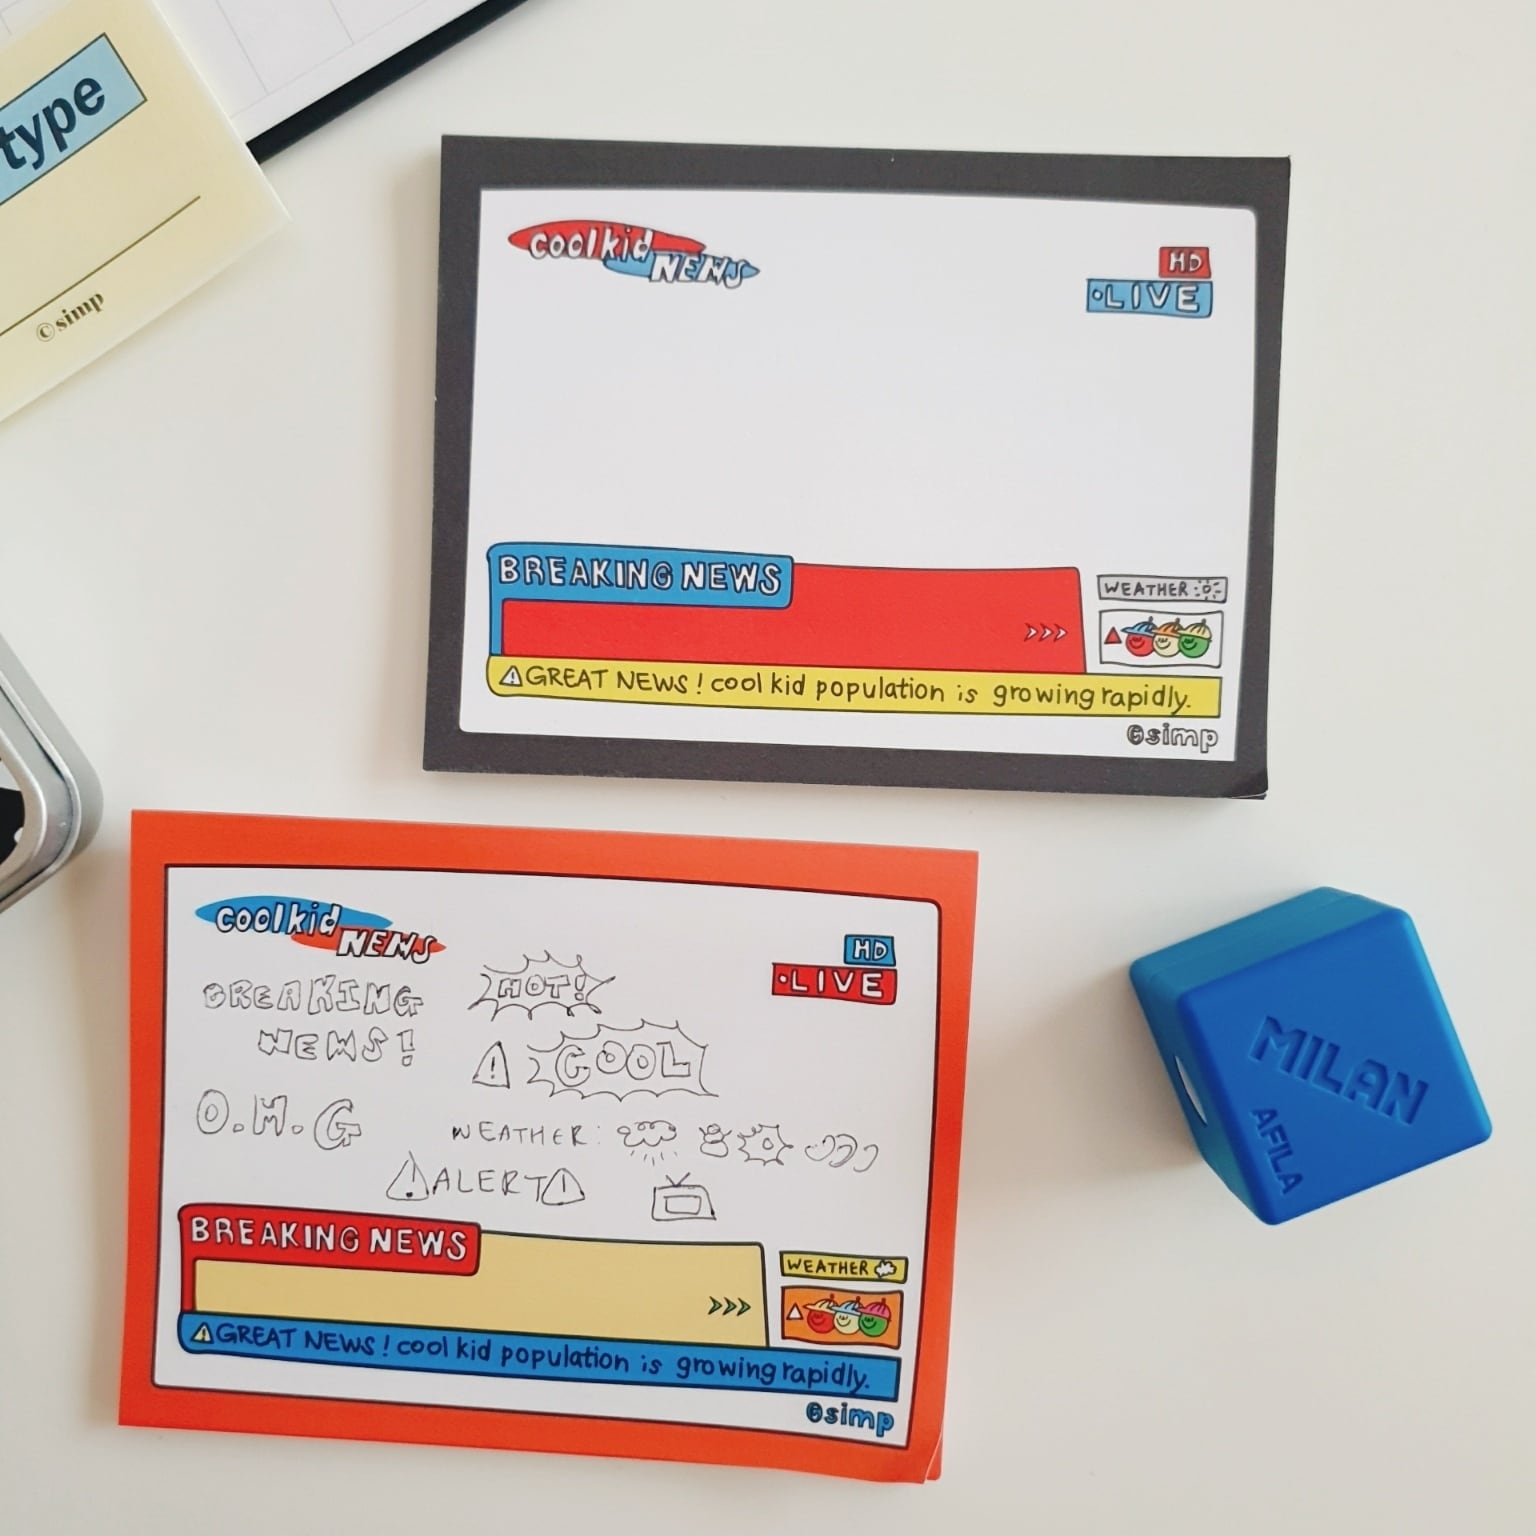 type
© simp
coolkid
NEWS
HD
LIVE
BREAKING NEWS
WEATHER
>>>
GREAT NEWS! cool kid population is growing rapidly.
©simp
coolkid
NEWS
HD
LIVE
BREAKING
NEWS!
HOT!
! COOL
O.M.G
WEATHER:
! ALERT !
BREAKING NEWS
WEATHER
>>>
GREAT NEWS! cool kid population is growing rapidly.
©simp
MILAN
AFILA